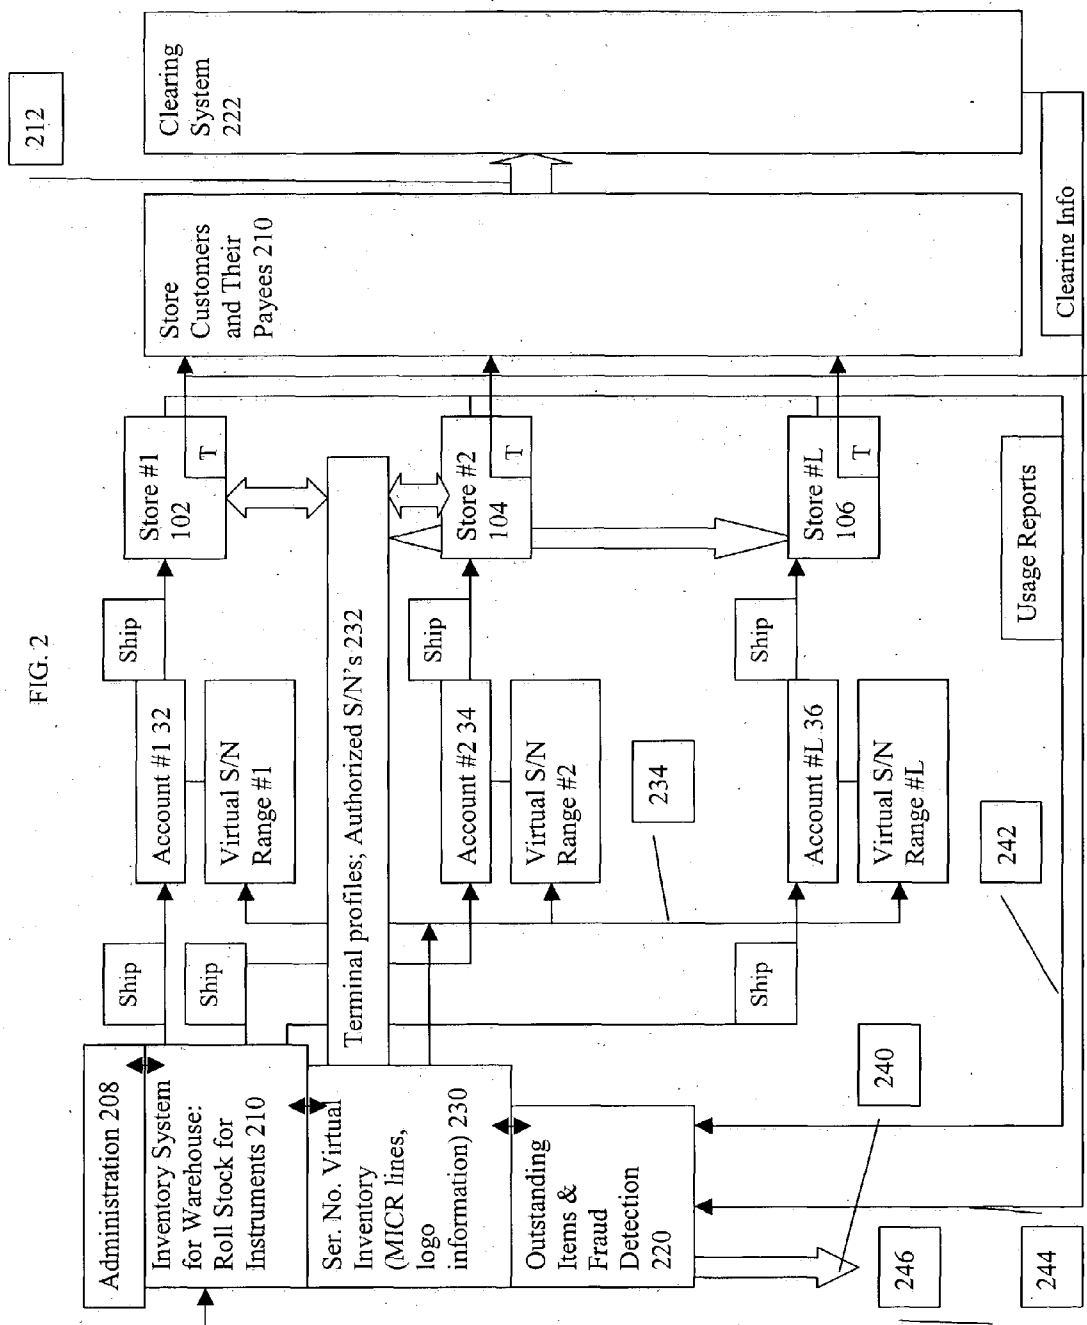 FIG. 2
Administration 208
Inventory System
for Warehouse:
Roll Stock for
Instruments 210
Ser. No. Virtual
Inventory
(MICR lines,
logo
information) 230
Outstanding
Items &
Fraud
Detection
220
Ship
Ship
Ship
Account #1 32
Virtual S/N
Range #1
Terminal profiles; Authorized S/N's 232
Account #2 34
Virtual S/N
Range #2
Account #L 36
Virtual S/N
Range #L
Ship
Ship
Ship
Store #1
102
T
Store #2
104
T
Store #L
106
T
Store
Customers
and Their
Payees 210
Clearing
System
222
212
234
240
242
244
246
Usage Reports
Clearing Info